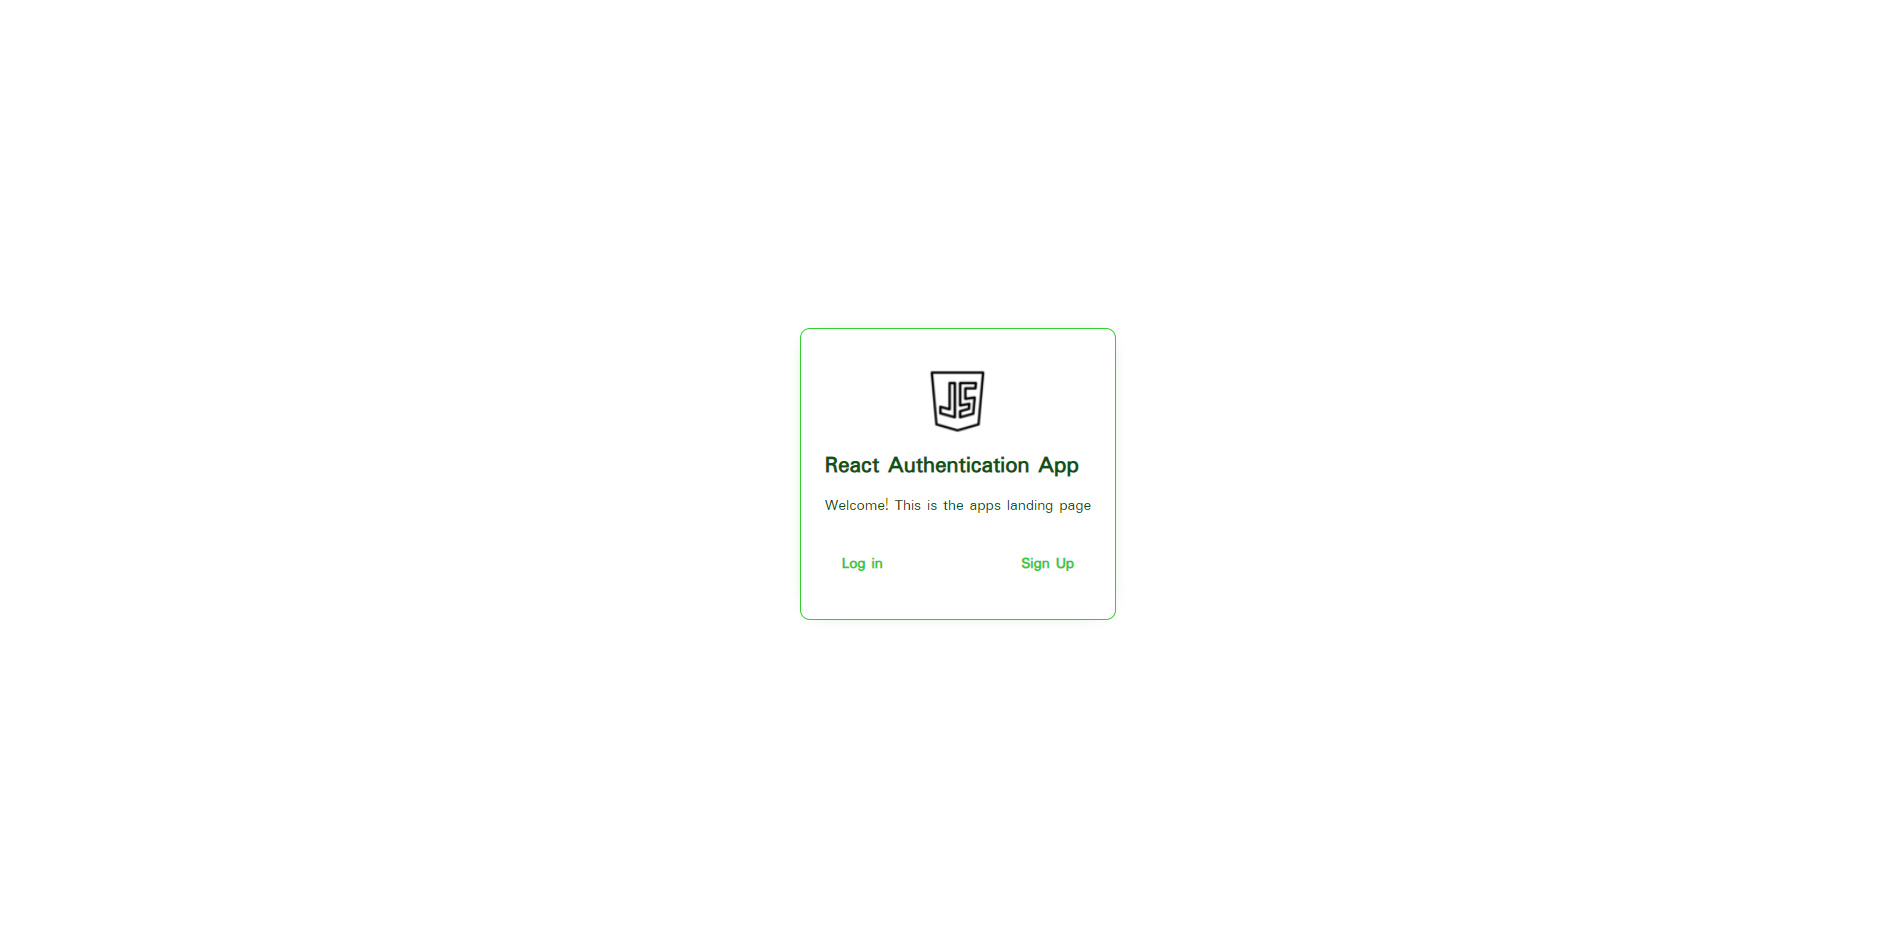 JS
React Authentication App
Welcome! This is the apps landing page
Log in
Sign Up